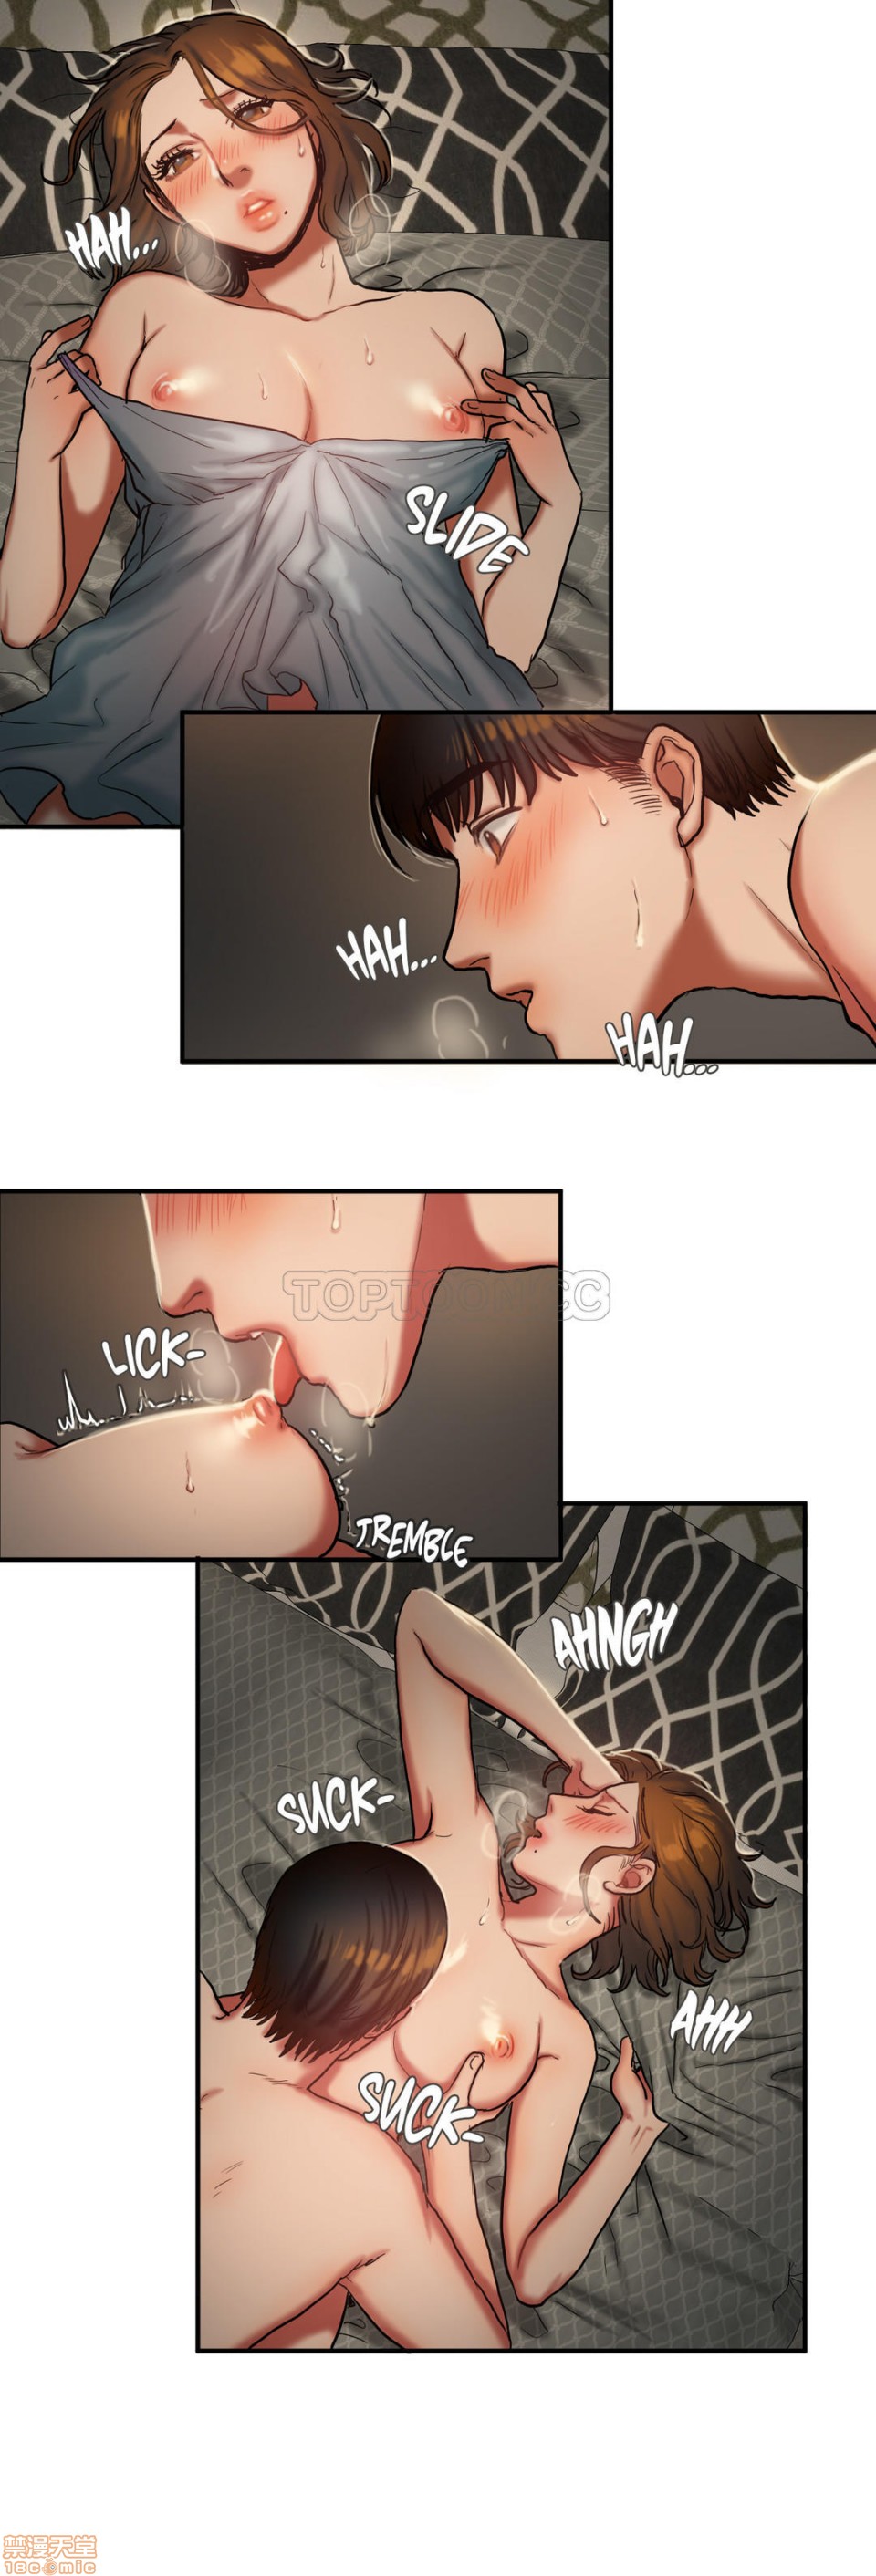 HAH...
SLIDE
HAH...
HAH...
TOPTOON.CC
LICK-
TREMBLE
AHNGH
SUCK-
AHH
SUCK-
禁漫天堂
18comic